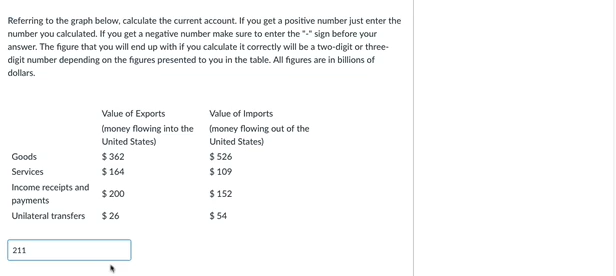 Referring to the graph below, calculate the current account. If you get a positive number just enter the
number you calculated. If you get a negative number make sure to enter the "-" sign before your
answer. The figure that you will end up with if you calculate it correctly will be a two-digit or three-
digit number depending on the figures presented to you in the table. All figures are in billions of
dollars.
Value of Exports Value of Imports
(money flowing into the (money flowing out of the
United States) United States)
Goods $ 362 $ 526
Services $ 164 $ 109
Income receipts and
payments $ 200 $ 152
Unilateral transfers $ 26 $ 54
211